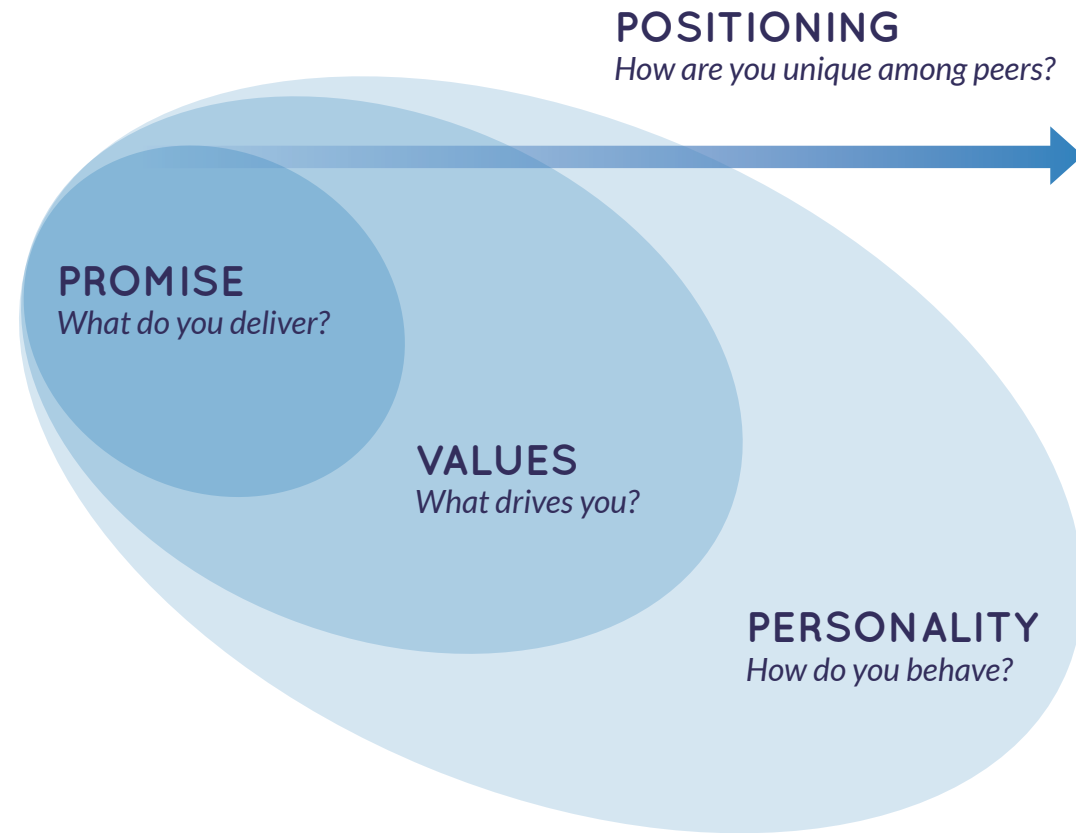 POSITIONING
How are you unique among peers?
PROMISE
What do you deliver?
VALUES
What drives you?
PERSONALITY
How do you behave?